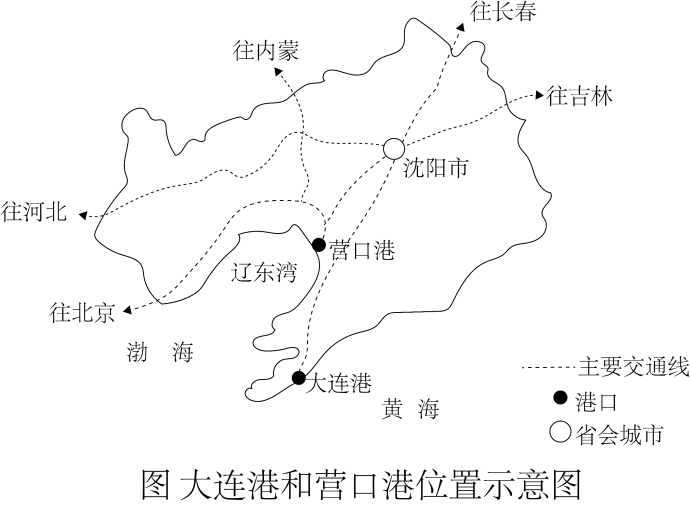 往长春
往内蒙
往吉林
沈阳市
往河北
营口港
辽东湾
往北京
渤 海
大连港
黄 海
主要交通线
港口
省会城市
图 大连港和营口港位置示意图